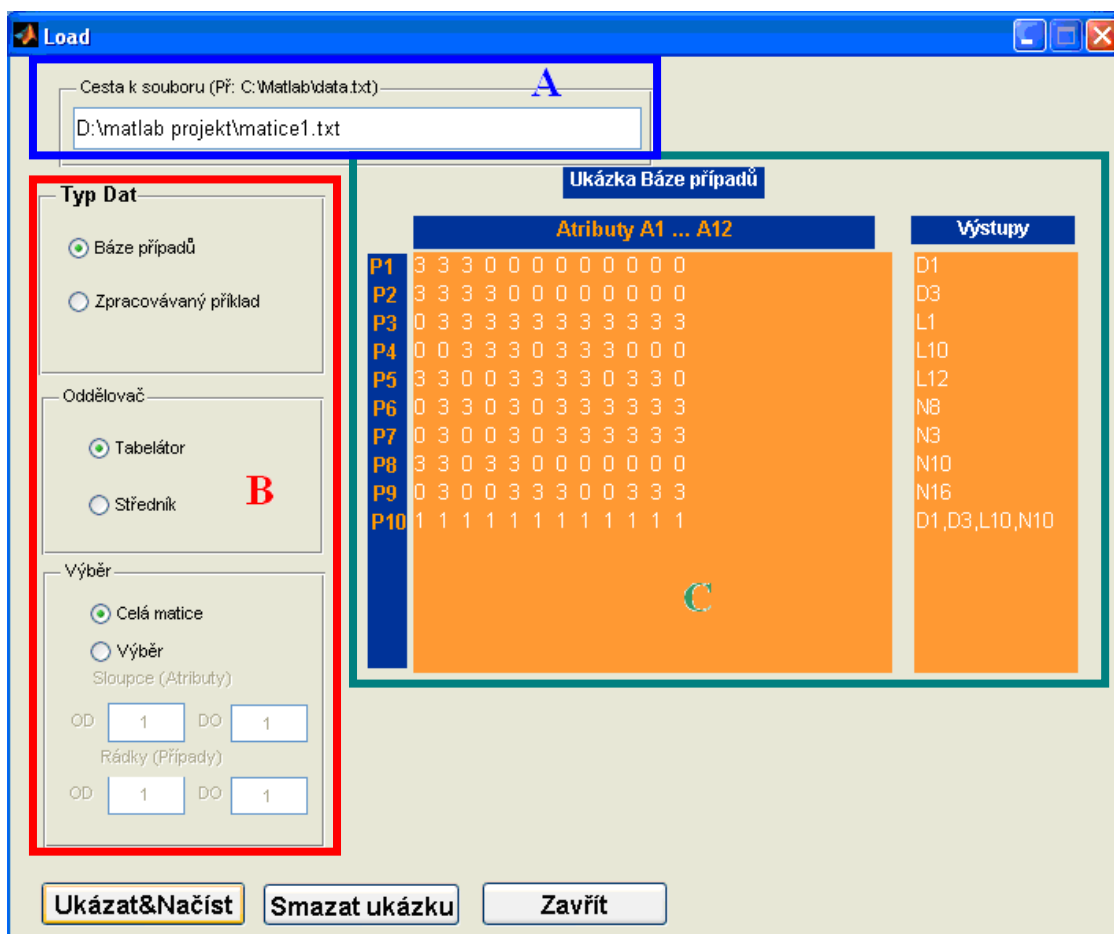 Load
Cesta k souboru (Př: C:\Matlab\data.txt)
A
D:\matlab projekt\matice1.txt
Typ Dat
Báze případů
Zpracovávaný příklad
Oddělovač
Tabelátor
Středník
B
Výběr
Celá matice
Výběr
Sloupce (Atributy)
OD 1 DO 1
Rádky (Případy)
OD 1 DO 1
Ukázka Báze případů
Atributy A1 ... A12 Výstupy
P1 3 3 3 0 0 0 0 0 0 0 0 0 D1
P2 3 3 3 3 0 0 0 0 0 0 0 0 D3
P3 0 3 3 3 3 3 3 3 3 3 3 3 L1
P4 0 0 3 3 3 0 3 3 3 0 0 0 L10
P5 3 3 0 0 3 3 3 3 0 3 3 0 L12
P6 0 3 3 0 3 0 3 3 3 3 3 3 N8
P7 0 3 0 0 3 0 3 3 3 3 3 3 N3
P8 3 3 0 3 3 0 0 0 0 0 0 0 N10
P9 0 3 0 0 3 3 3 0 0 3 3 3 N16
P10 1 1 1 1 1 1 1 1 1 1 1 1 D1,D3,L10,N10
C
Ukázat&Načíst Smazat ukázku Zavřít